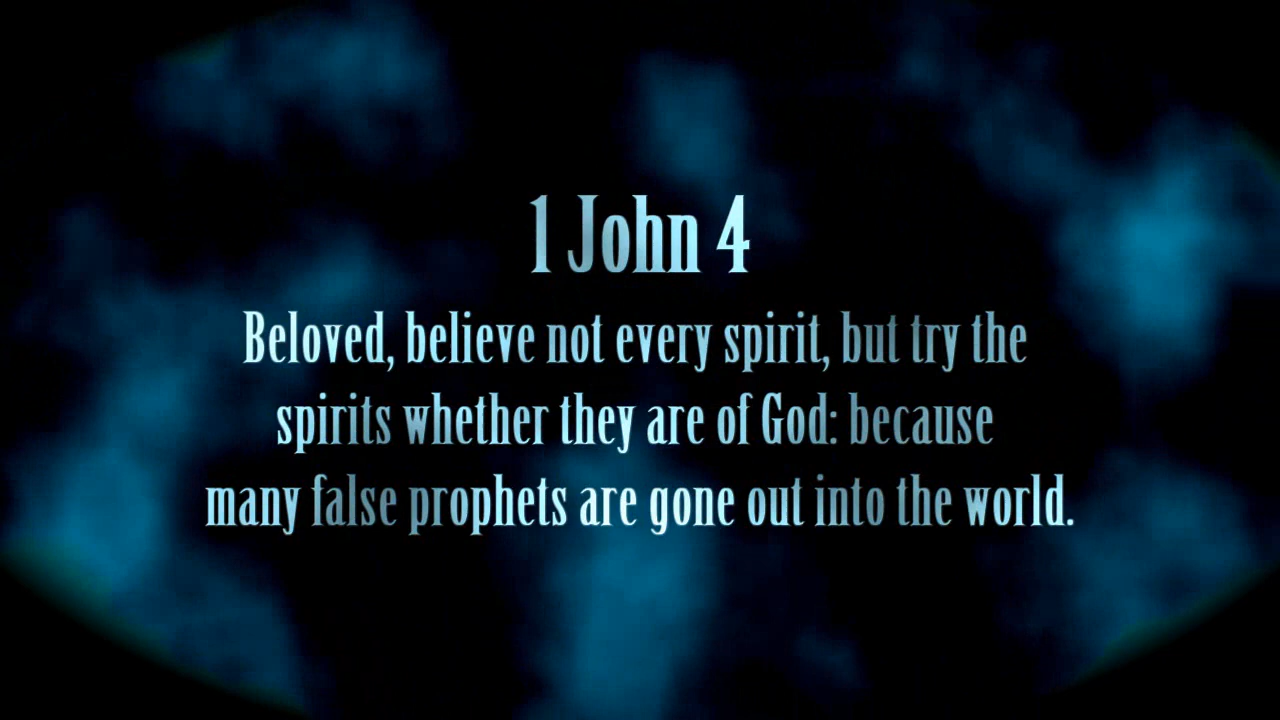 1 John 4
Beloved, believe not every spirit, but try the
spirits whether they are of God: because
many false prophets are gone out into the world.